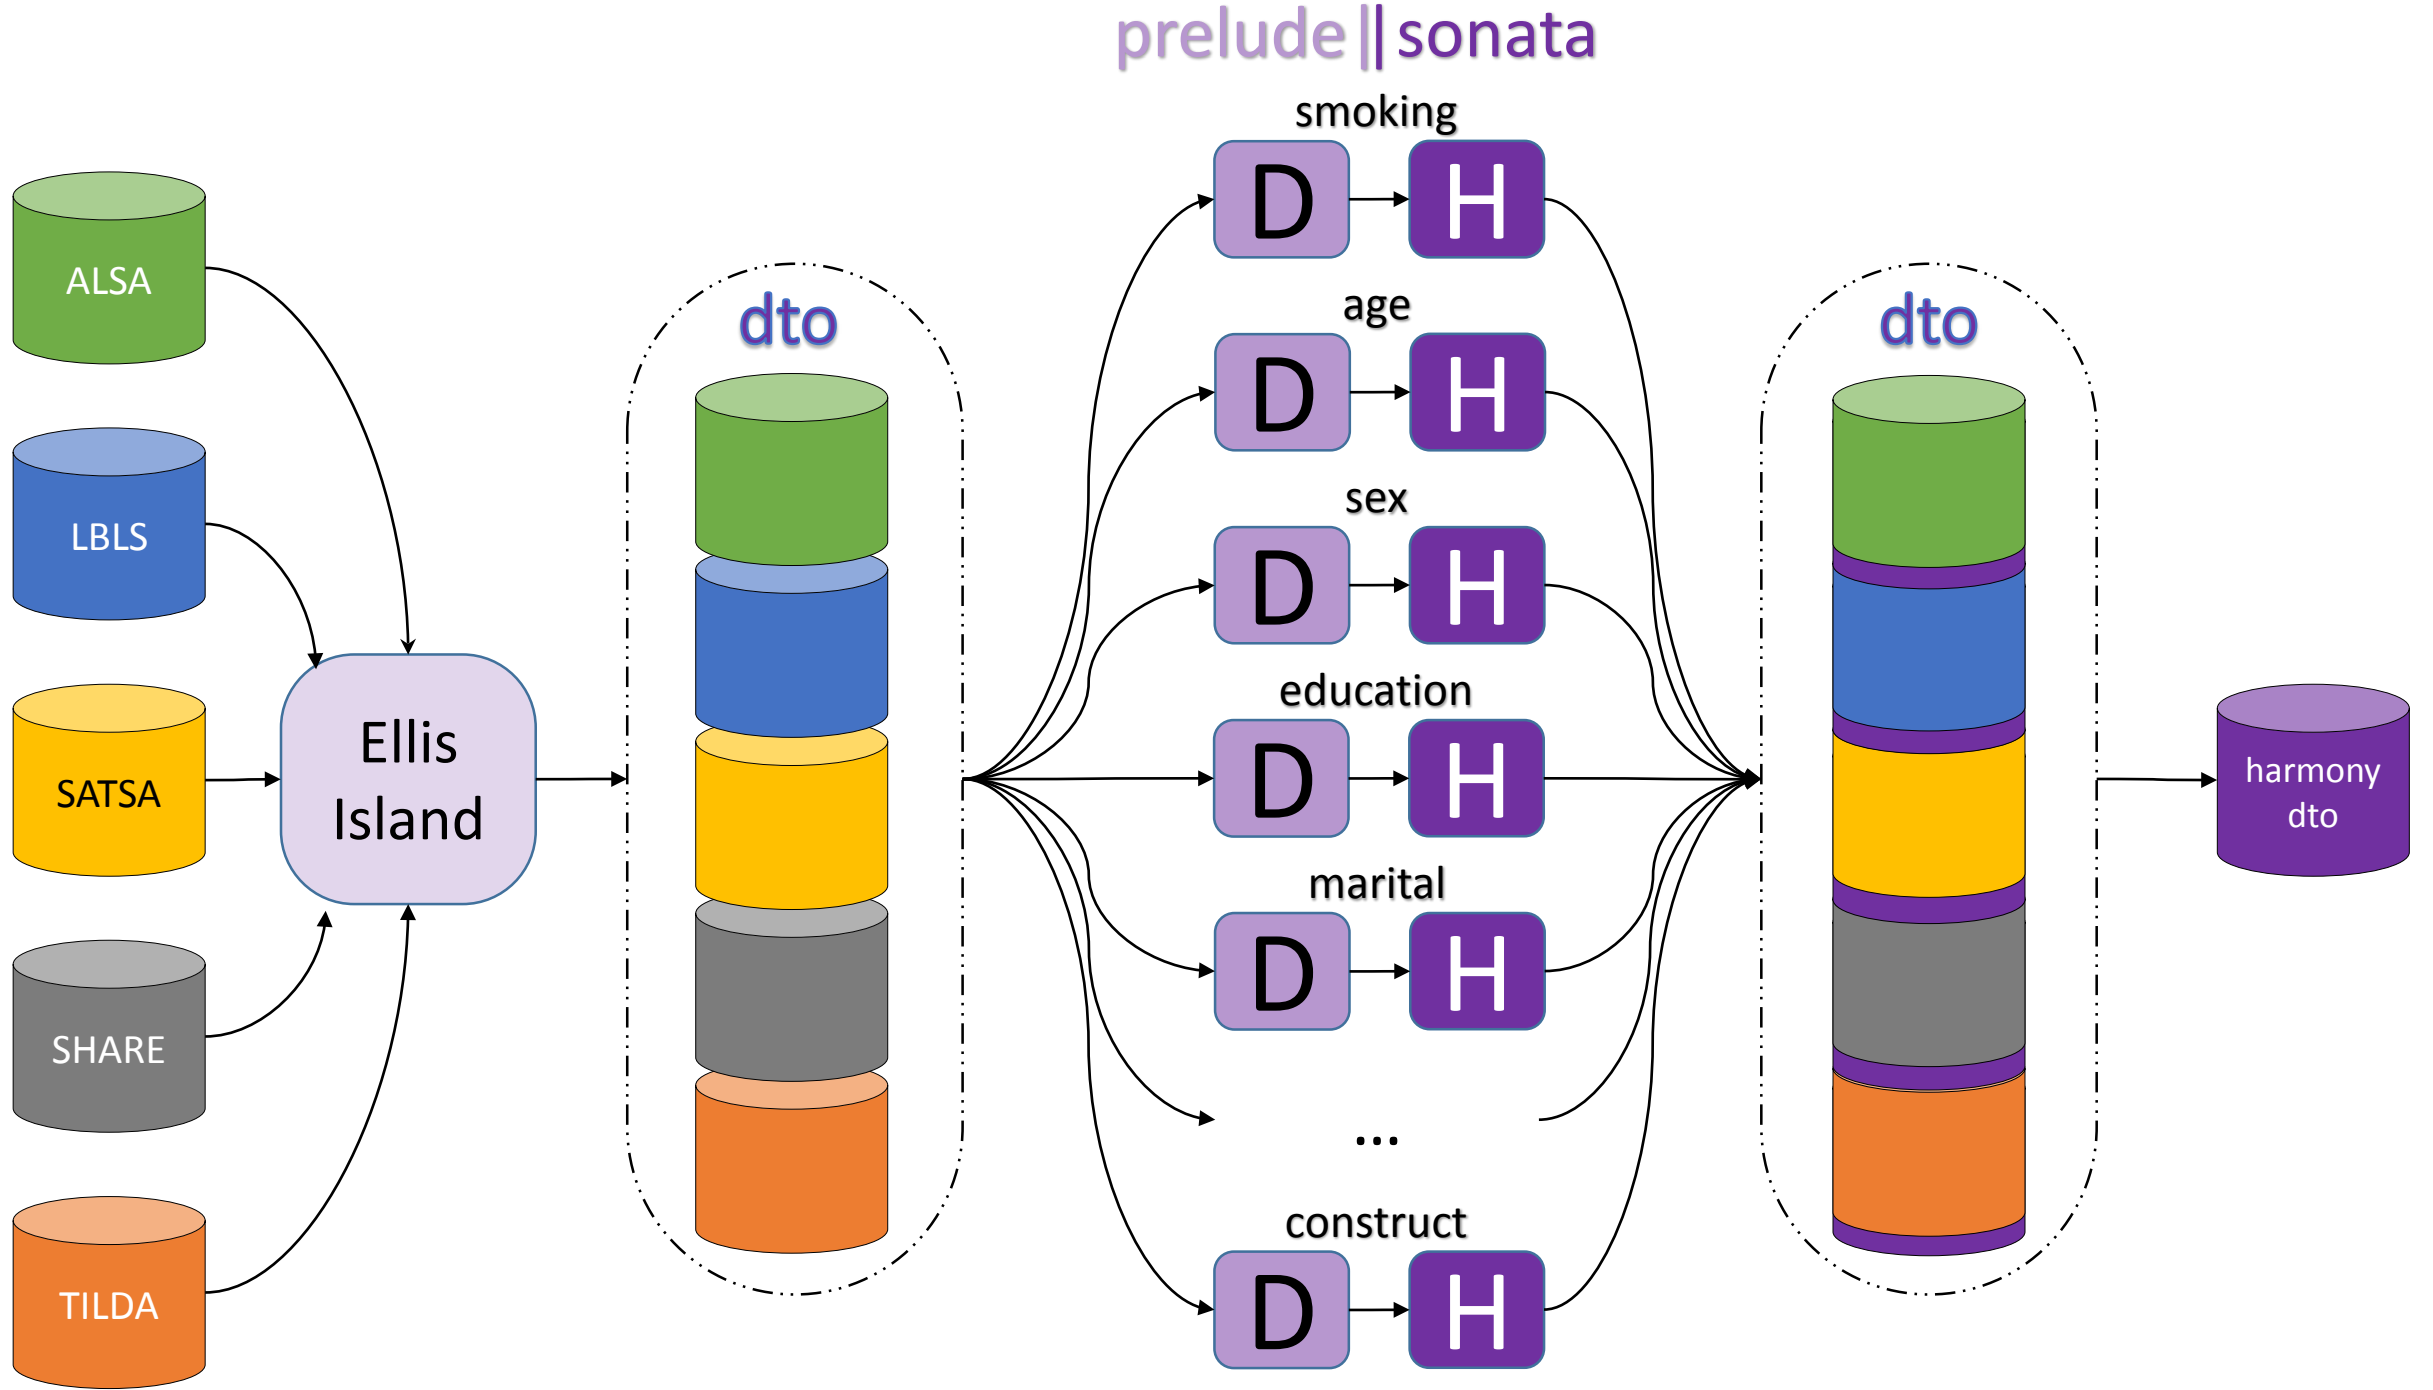 prelude||sonata
ALSA
LBLS
SATSA
SHARE
TILDA
Ellis
Island
dto
smoking
D H
age
D H
sex
D H
education
D H
marital
D H
...
construct
D H
dto
harmony
dto